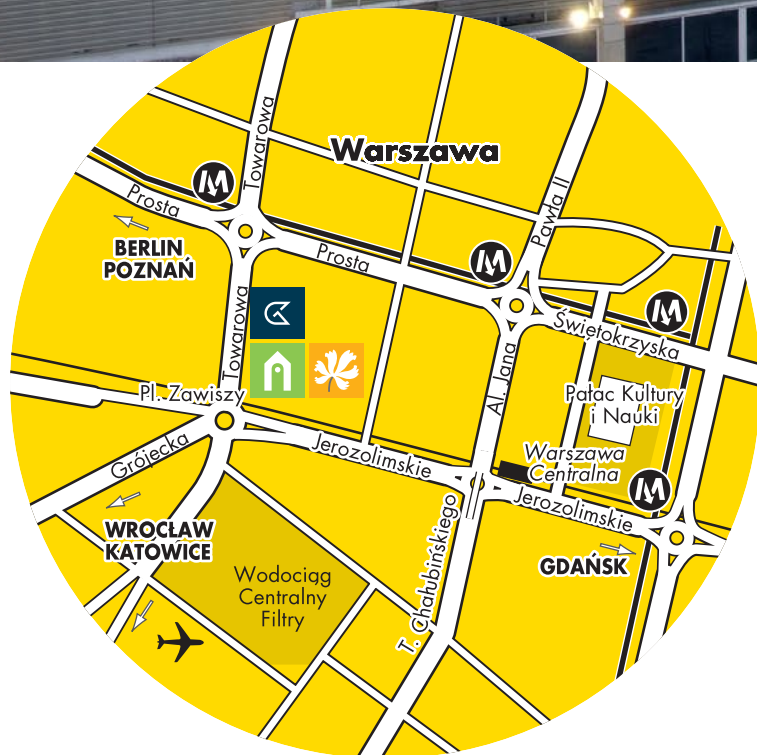 Warszawa
Towarowa
M
Prosta
BERLIN
POZNAŃ
Prosta
M
Pawła II
M
Świętokrzyska
Towarowa
Al. Jana
Pałac Kultury
i Nauki
Pl. Zawiszy
Grójecka
Jerozolimskie
Warszawa
Centralna
M
Jerozolimskie
WROCŁAW
KATOWICE
GDAŃSK
Wodociąg
Centralny
Filtry
T. Chałubińskiego